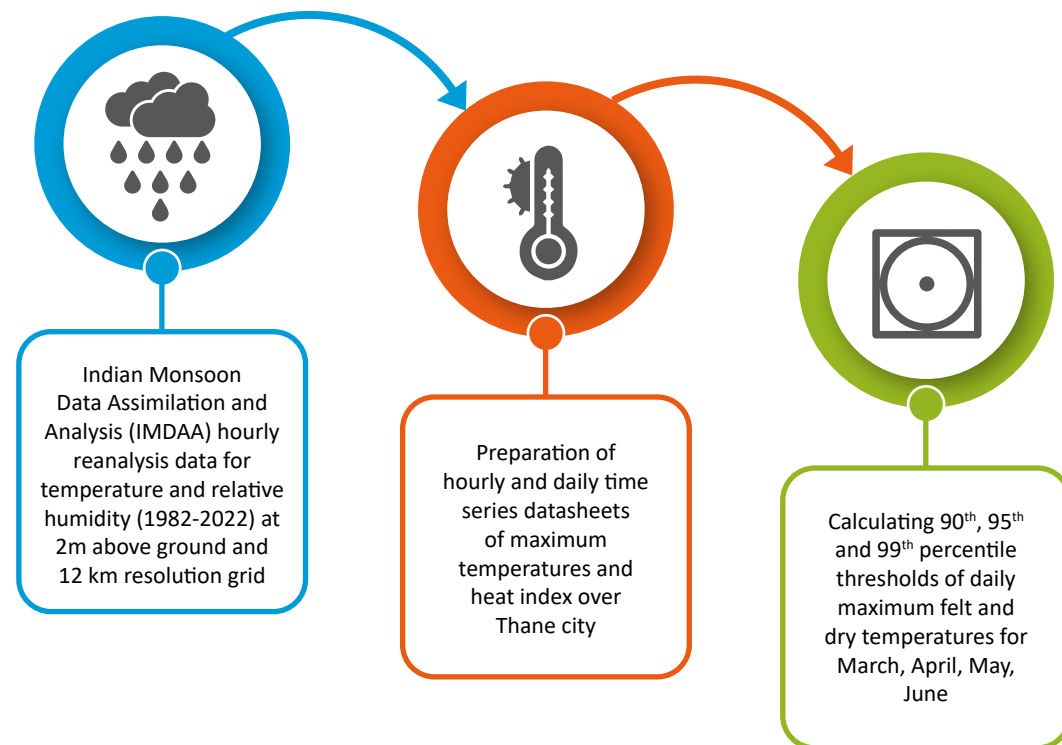 Indian Monsoon
Data Assimilation and
Analysis (IMDAA) hourly
reanalysis data for
temperature and relative
humidity (1982-2022) at
2m above ground and
12 km resolution grid
Preparation of
hourly and daily time
series datasheets
of maximum
temperatures and
heat index over
Thane city
Calculating 90th, 95th
and 99th percentile
thresholds of daily
maximum felt and
dry temperatures for
March, April, May,
June